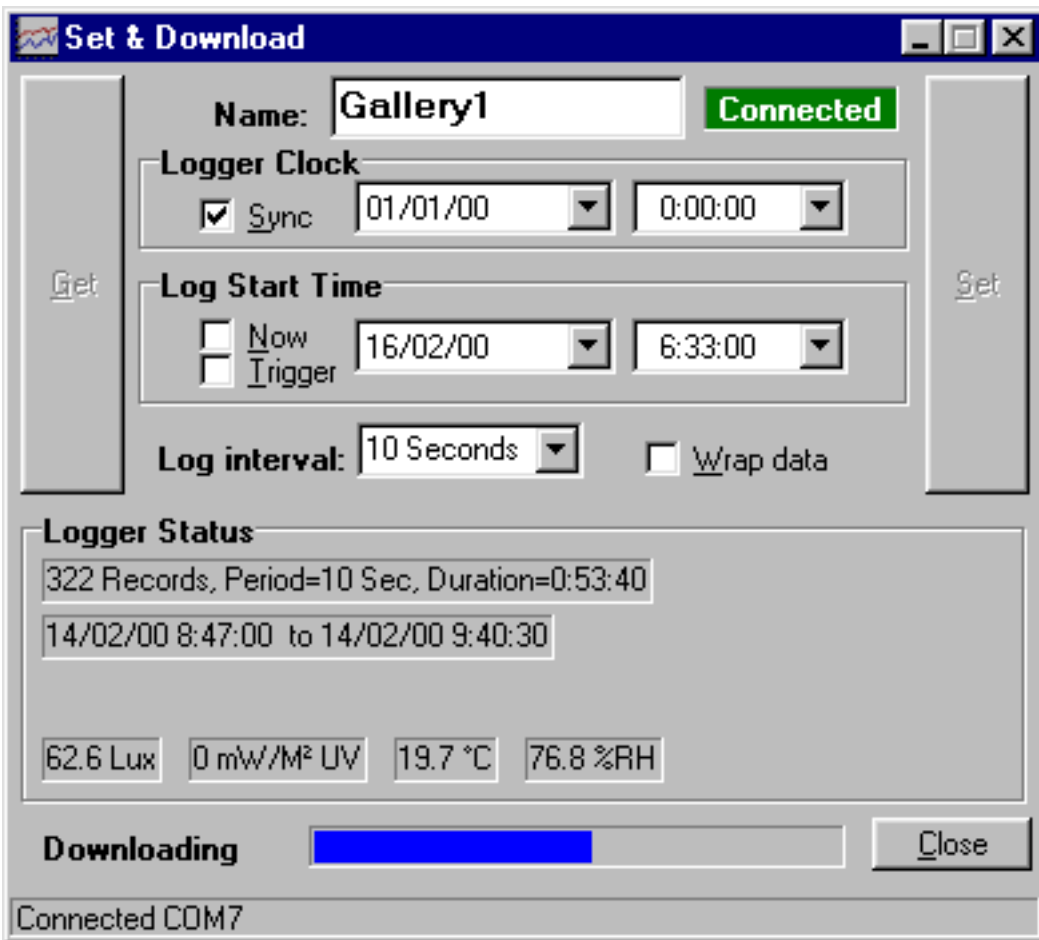 Set & Download
Name: Gallery1 Connected
Logger Clock
Sync 01/01/00 0:00:00
Get
Set
Log Start Time
Now
Trigger
16/02/00 6:33:00
Log interval: 10 Seconds Wrap data
Logger Status
322 Records, Period=10 Sec, Duration=0:53:40
14/02/00 8:47:00 to 14/02/00 9:40:30
62.6 Lux 0 mW/M² UV 19.7 °C 76.8 %RH
Downloading Close
Connected COM7